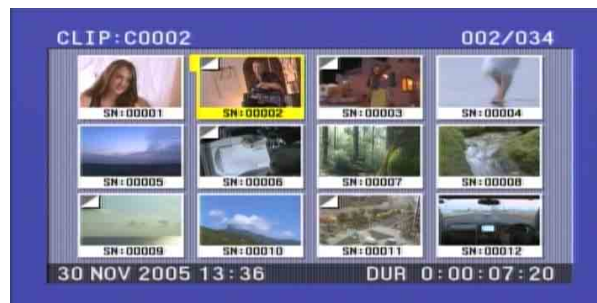 CLIP:C0002 002/034
SN:00001 SN:00002 SN:00003 SN:00004
SN:00005 SN:00006 SN:00007 SN:00008
SN:00009 SN:00010 SN:00011 SN:00012
30 NOV 2005 13:36 DUR 0:00:07:20